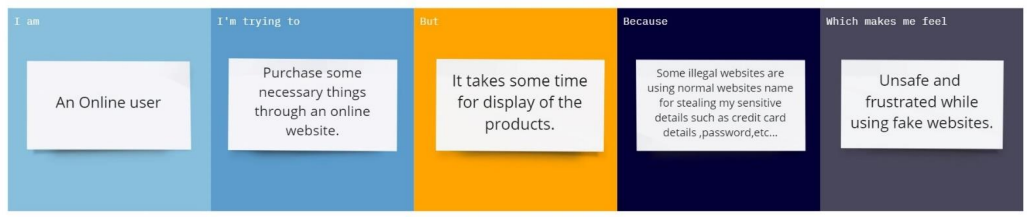 I am
An Online user
I'm trying to
Purchase some
necessary things
through an online
website.
But
It takes some time
for display of the
products.
Because
Some illegal websites are
using normal websites name
for stealing my sensitive
details such as credit card
details ,password,etc...
Which makes me feel
Unsafe and
frustrated while
using fake websites.